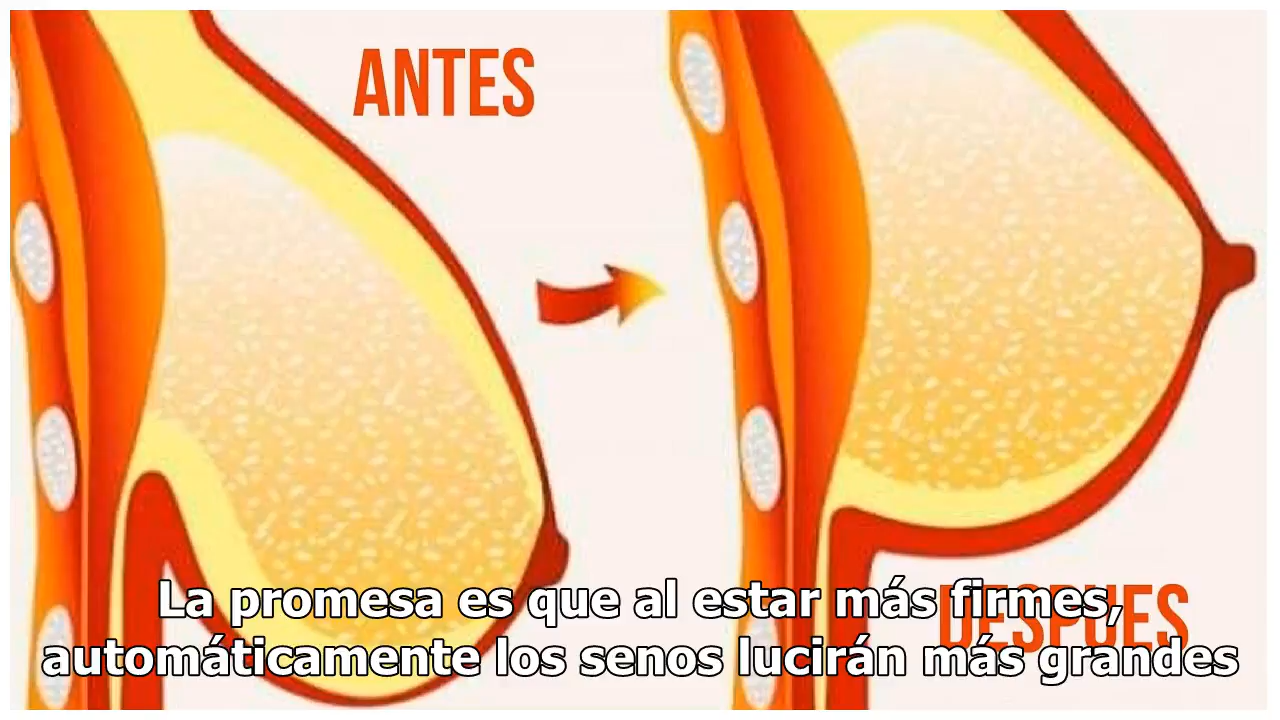 ANTES
DESPUES
La promesa es que al estar más firmes,
automáticamente los senos lucirán más grandes